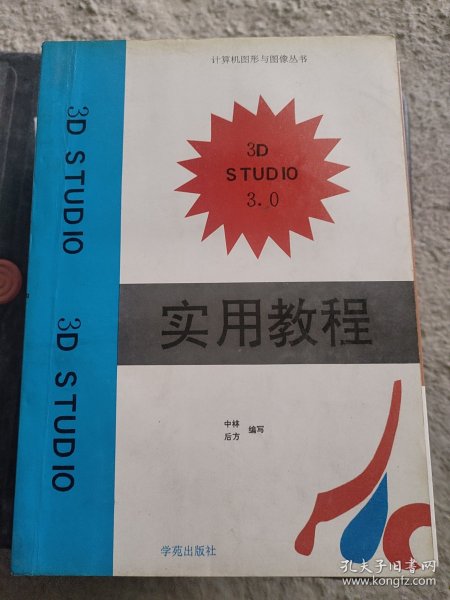 计算机图形与图像丛书
3D STUDIO
3D STUDIO
3D
STUDIO
3.0
实用教程
中林
后方
编写
学苑出版社
孔夫子旧书网
www.kongfz.com